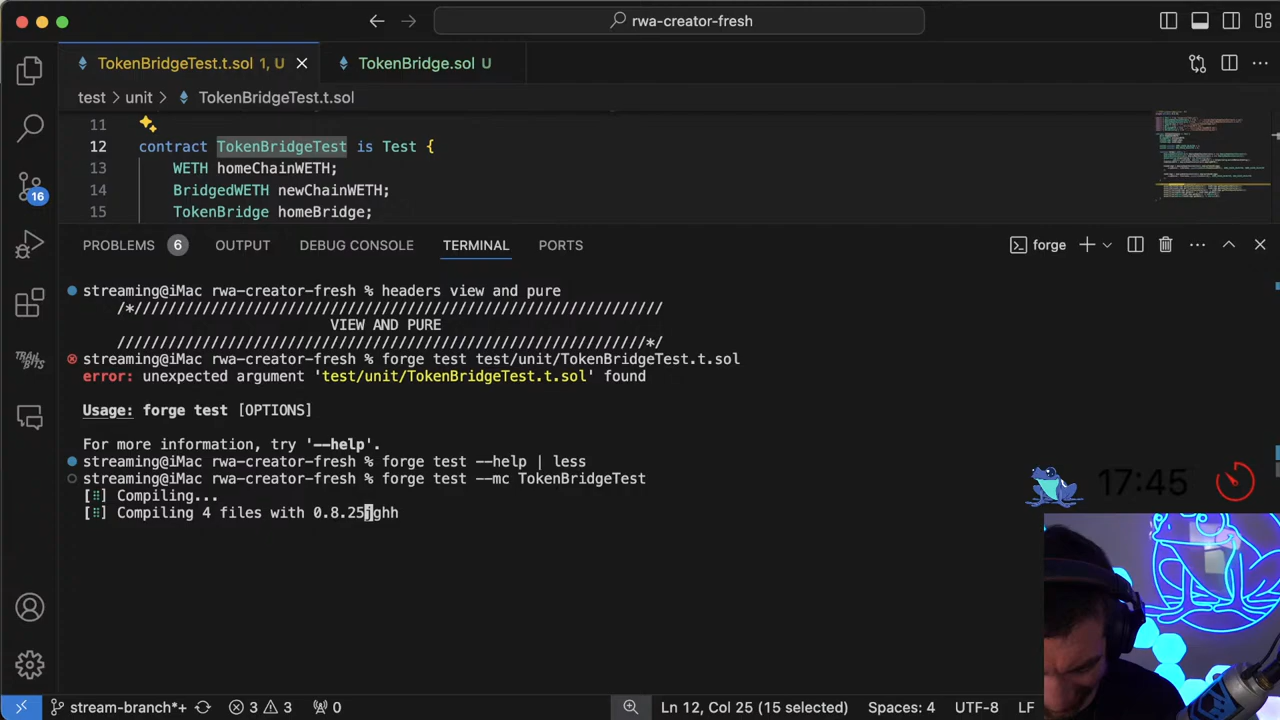 rwa-creator-fresh
TokenBridgeTest.t.sol 1, U
TokenBridge.sol U
test > unit > TokenBridgeTest.t.sol
11
12 contract TokenBridgeTest is Test {
13 WETH homeChainWETH;
14 BridgedWETH newChainWETH;
15 TokenBridge homeBridge;
PROBLEMS 6 OUTPUT DEBUG CONSOLE TERMINAL PORTS
forge
streaming@iMac rwa-creator-fresh % headers view and pure
/*//////////////////////////////////////////////////////////////
VIEW AND PURE
//////////////////////////////////////////////////////////////*/
streaming@iMac rwa-creator-fresh % forge test test/unit/TokenBridgeTest.t.sol
error: unexpected argument 'test/unit/TokenBridgeTest.t.sol' found
Usage: forge test [OPTIONS]
For more information, try '--help'.
streaming@iMac rwa-creator-fresh % forge test --help | less
streaming@iMac rwa-creator-fresh % forge test --mc TokenBridgeTest
[⠃] Compiling...
[⠃] Compiling 4 files with 0.8.25jghh
16
TRAIL
BITS
17:45
stream-branch*+ 3 3 0
Ln 12, Col 25 (15 selected) Spaces: 4 UTF-8 LF